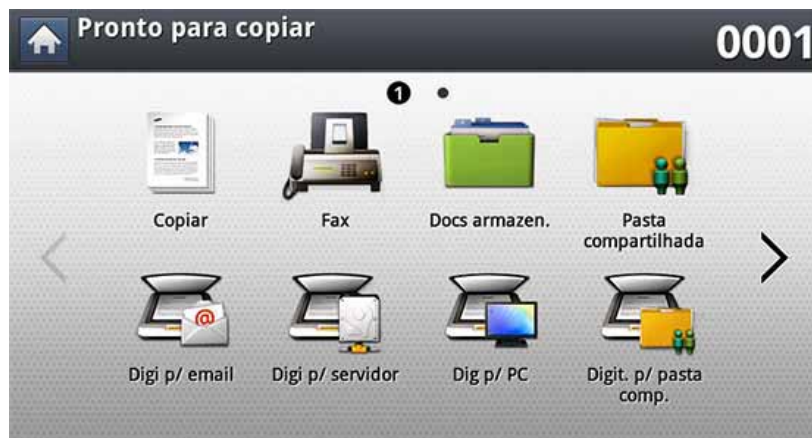 Pronto para copiar
0001
1
Copiar
Fax
Docs armazen.
Pasta
compartilhada
@
Digi p/ email
Digi p/ servidor
Dig p/ PC
Digit. p/ pasta
comp.